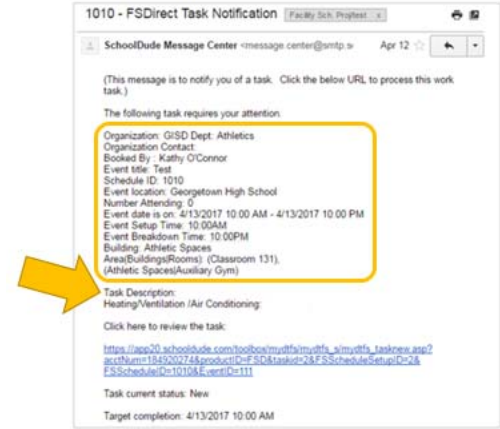 1010 - FSDirect Task Notification Facility Sch. Proj/test x
SchoolDude Message Center <message.center@smtp.s Apr 12
(This message is to notify you of a task. Click the below URL to process this work
task.)
The following task requires your attention.
Organization: GISD Dept: Athletics
Organization Contact:
Booked By : Kathy O'Connor
Event title: Test
Schedule ID: 1010
Event location: Georgetown High School
Number Attending: 0
Event date is on: 4/13/2017 10:00 AM - 4/13/2017 10:00 PM
Event Setup Time: 10:00AM
Event Breakdown Time: 10:00PM
Building: Athletic Spaces
Area(Buildings|Rooms): (Classroom 131),
(Athletic Spaces|Auxiliary Gym)
Task Description:
Heating/Ventilation /Air Conditioning:
Click here to review the task:
https://app20.schooldude.com/toolbox/mydtfs/mydtfs_s/mydtfs_tasknew.asp?
acctNum=184920274&productID=FSD&taskid=2&FSScheduleSetupID=2&
FSScheduleID=1010&EventID=111
Task current status: New
Target completion: 4/13/2017 10:00 AM